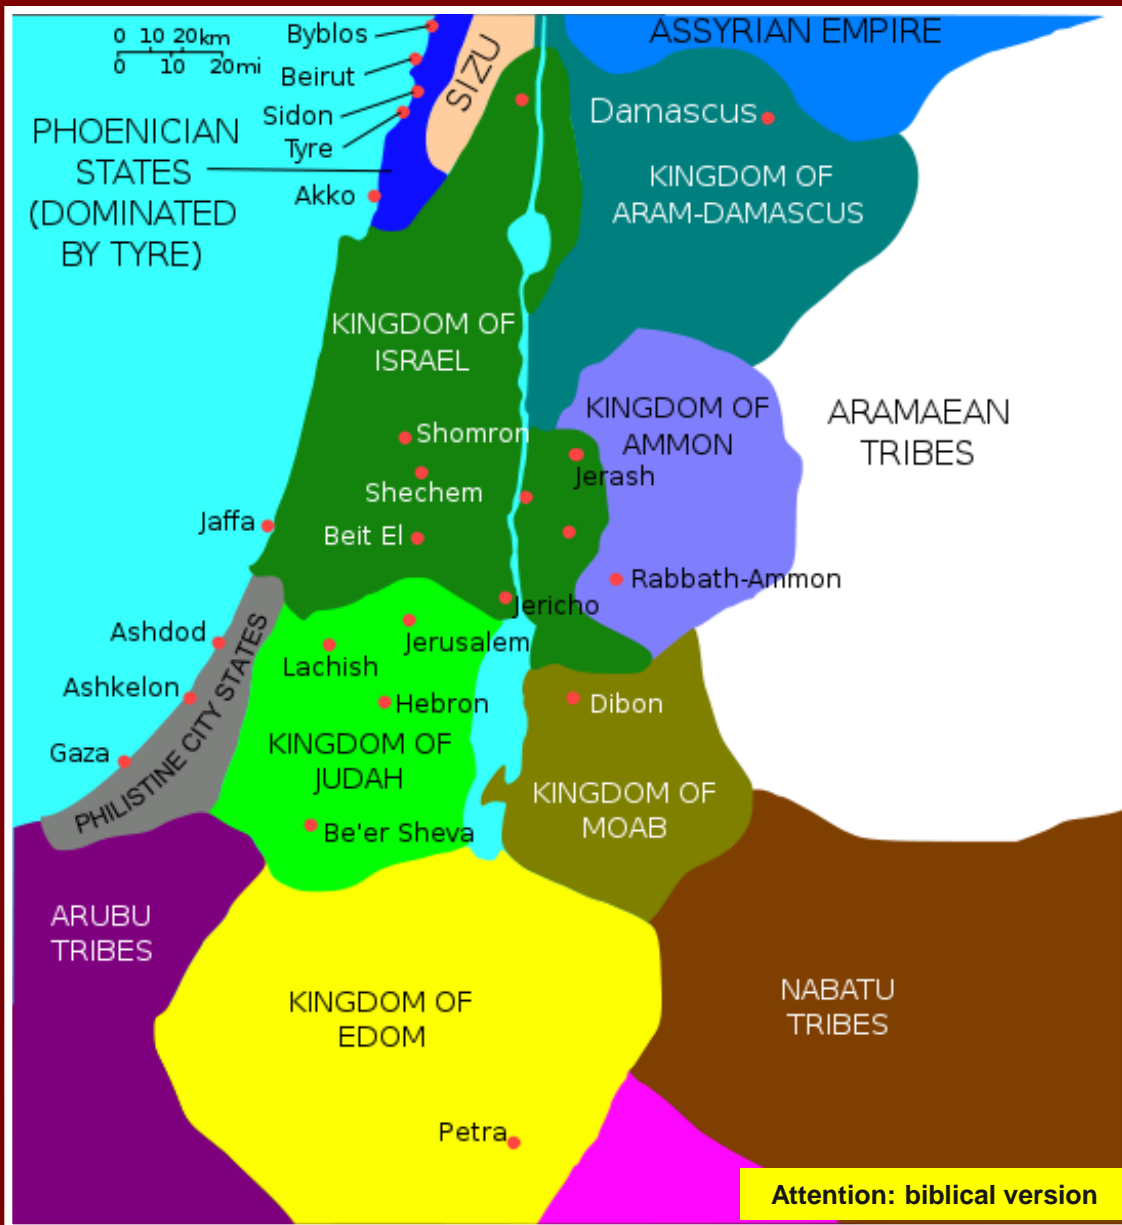 0 10 20km
0 10 20mi
Byblos
Beirut
Sidon
Tyre
Akko
PHOENICIAN
STATES
(DOMINATED
BY TYRE)
SIZU
ASSYRIAN EMPIRE
Damascus
KINGDOM OF
ARAM-DAMASCUS
KINGDOM OF
ISRAEL
KINGDOM OF
AMMON
ARAMAEAN
TRIBES
Shomron
Shechem
Jerash
Jaffa
Beit El
Rabbath-Ammon
Jericho
Ashdod
Jerusalem
Lachish
Ashkelon
Hebron
Dibon
Gaza
PHILISTINE CITY STATES
KINGDOM OF
JUDAH
KINGDOM OF
MOAB
Be'er Sheva
ARUBU
TRIBES
KINGDOM OF
EDOM
NABATU
TRIBES
Petra
Attention: biblical version